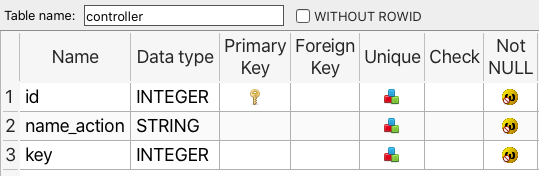 Table name: controller WITHOUT ROWID
Name Data type Primary Key Foreign Key Unique Check Not NULL
1 id INTEGER
2 name_action STRING
3 key INTEGER